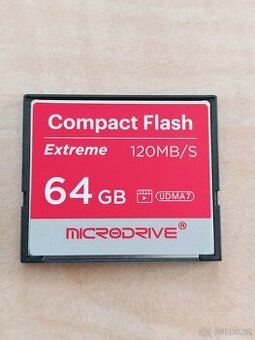 Compact Flash
Extreme 120MB/S
64 GB UDMA7
MICRODRIVE®